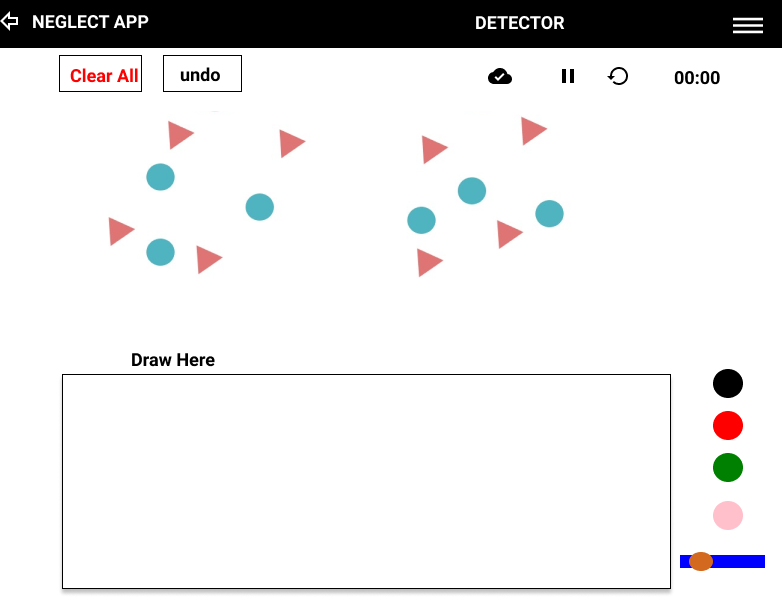 NEGLECT APP
DETECTOR
Clear All
undo
00:00
Draw Here